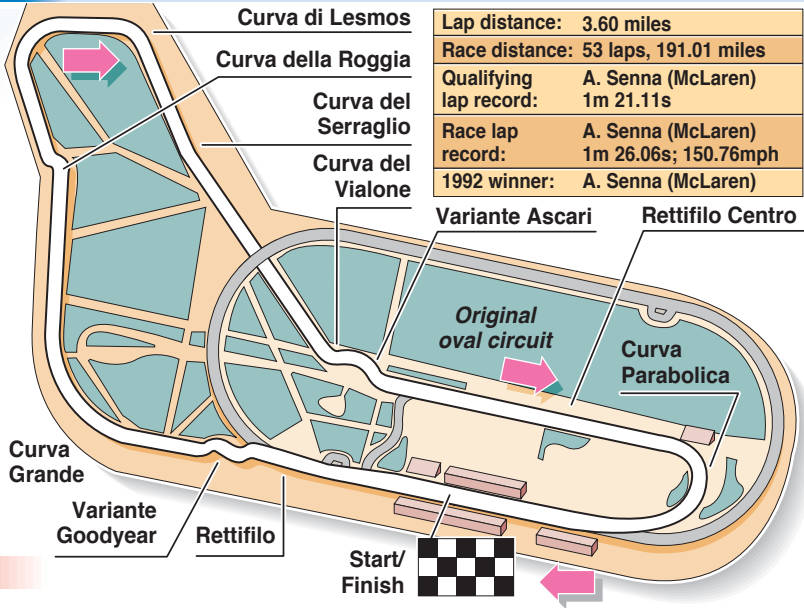 Curva di Lesmos
Curva della Roggia
Curva del
Serraglio
Curva del
Vialone
Lap distance: 3.60 miles
Race distance: 53 laps, 191.01 miles
Qualifying
lap record:
A. Senna (McLaren)
1m 21.11s
Race lap
record:
A. Senna (McLaren)
1m 26.06s; 150.76mph
1992 winner: A. Senna (McLaren)
Variante Ascari
Rettifilo Centro
Original
oval circuit
Curva
Parabolica
Curva
Grande
Variante
Goodyear
Rettifilo
Start/
Finish